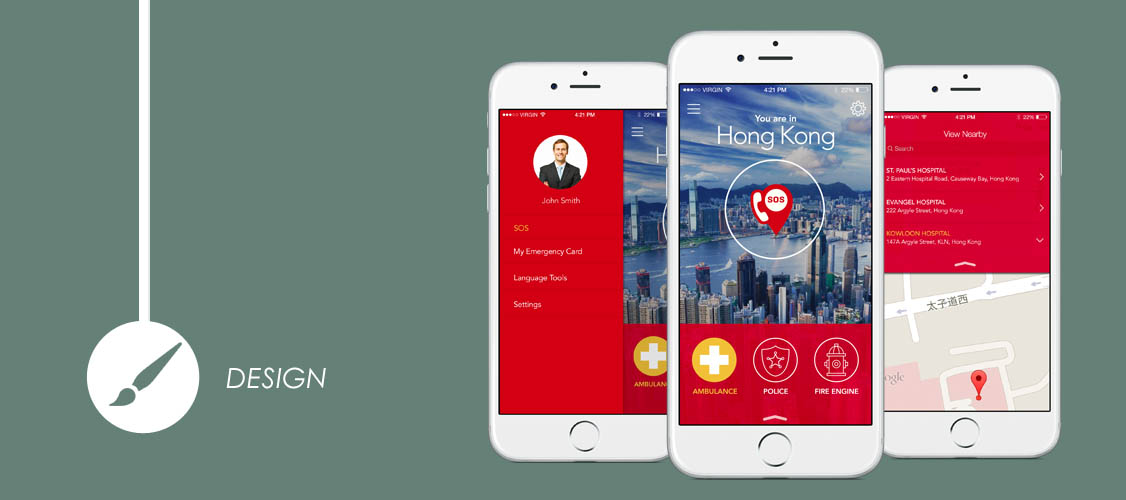 DESIGN
VIRGIN
4:21 PM
22%
John Smith
SOS
My Emergency Card
Language Tools
Settings
H
AMBULANC
VIRGIN
4:21 PM
22%
You are in
Hong Kong
SOS
AMBULANCE
POLICE
FIRE ENGINE
VIRGIN
4:21 PM
22%
View Nearby
Search
ST. PAUL'S HOSPITAL
2 Eastern Hospital Road, Causeway Bay, Hong Kong
EVANGEL HOSPITAL
222 Argyle Street, Hong Kong
KOWLOON HOSPITAL
147A Argyle Street, KLN, Hong Kong
太子道西
ogle